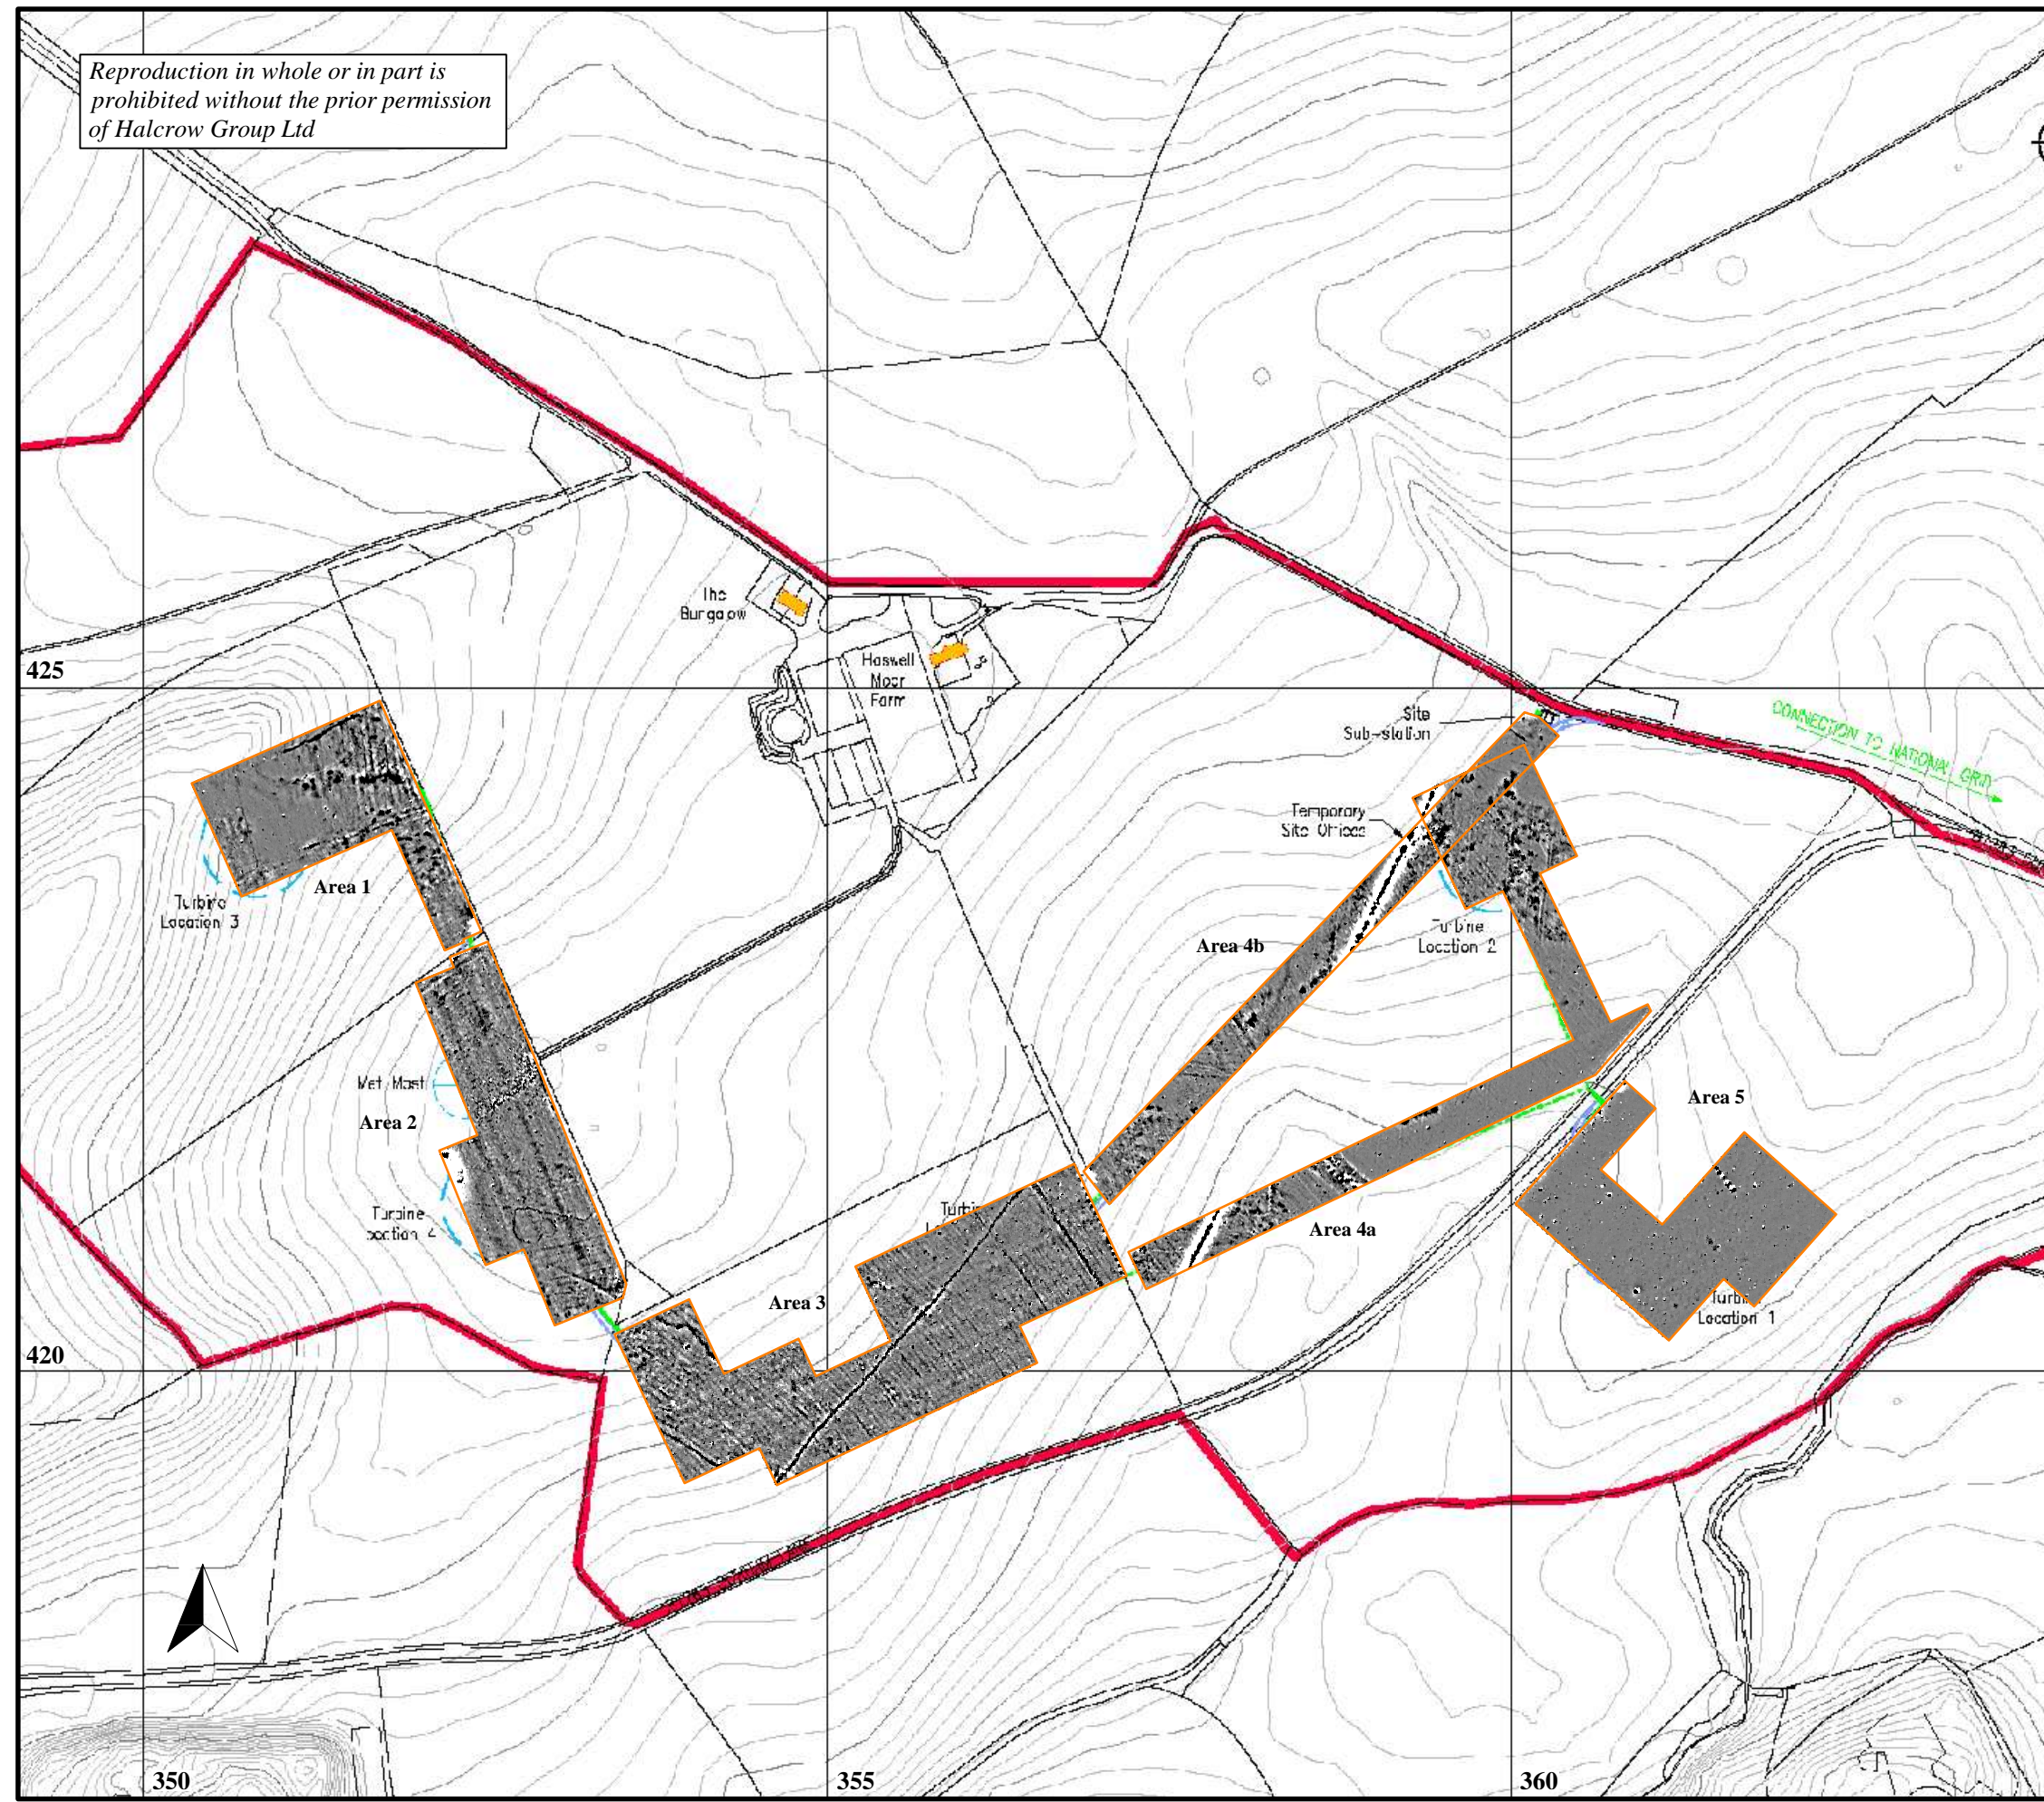 Reproduction in whole or in part is
prohibited without the prior permission
of Halcrow Group Ltd
The
Bungalow
Haswell
Moor
Farm
425
Site
Sub-station
CONNECTION TO NATIONAL GRID
Temporary
Site Offices
Area 1
Turbine
Location 3
Area 4b
Turbine
Location 2
Met Mast
Area 2
Area 5
Turbine
Location 4
Area 4a
Area 3
Location 1
420
350
355
360